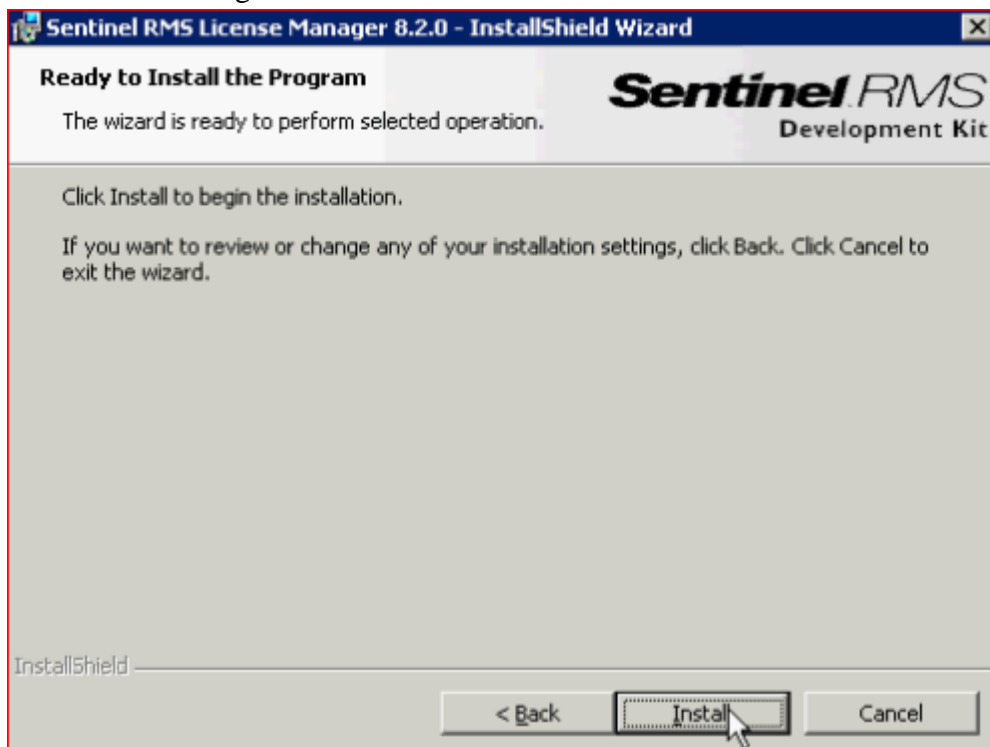 Sentinel RMS License Manager 8.2.0 - InstallShield Wizard
Ready to Install the Program
The wizard is ready to perform selected operation.
Sentinel RMS
Development Kit
Click Install to begin the installation.
If you want to review or change any of your installation settings, click Back. Click Cancel to
exit the wizard.
InstallShield
< Back
Install
Cancel